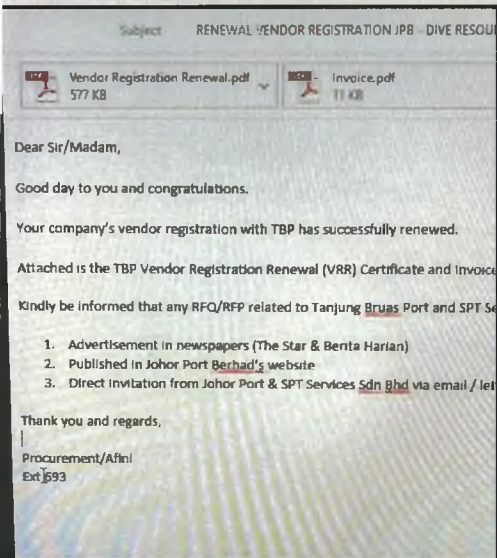 Subject RENEWAL VENDOR REGISTRATION JPB - DIVE RESOU
Vendor Registration Renewal.pdf
577 KB
Invoice.pdf
11 KB
Dear Sir/Madam,
Good day to you and congratulations.
Your company's vendor registration with TBP has successfully renewed.
Attached is the TBP Vendor Registration Renewal (VRR) Certificate and Invoice
Kindly be informed that any RFQ/RFP related to Tanjung Bruas Port and SPT Se
1. Advertisement in newspapers (The Star & Berita Harian)
2. Published in Johor Port Berhad's website
3. Direct Invitation from Johor Port & SPT Services Sdn Bhd via email / let
Thank you and regards,
Procurement/Afini
Ext 593